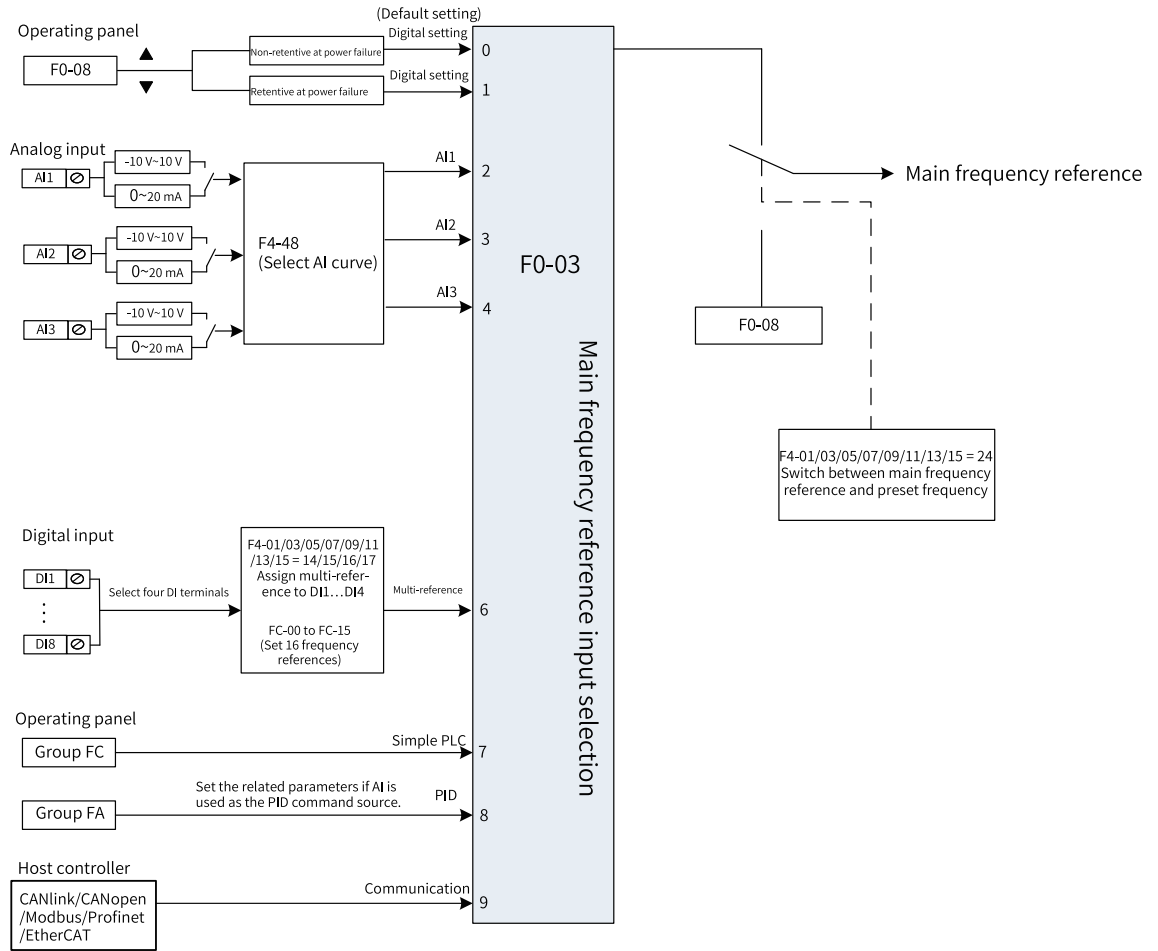 (Default setting)
Operating panel
F0-08
Non-retentive at power failure
Digital setting
0
Retentive at power failure
Digital setting
1
Analog input
AI1
-10 V~10 V
0~20 mA
AI2
-10 V~10 V
0~20 mA
AI3
-10 V~10 V
0~20 mA
F4-48
(Select AI curve)
AI1
2
AI2
3
AI3
4
F0-03
Main frequency reference input selection
Main frequency reference
F0-08
F4-01/03/05/07/09/11/13/15 = 24
Switch between main frequency
reference and preset frequency
Digital input
DI1
⋮
DI8
Select four DI terminals
F4-01/03/05/07/09/11
/13/15 = 14/15/16/17
Assign multi-refer-
ence to DI1…DI4
FC-00 to FC-15
(Set 16 frequency
references)
Multi-reference
6
Operating panel
Group FC
Simple PLC
7
Group FA
Set the related parameters if AI is
used as the PID command source.
PID
8
Host controller
CANlink/CANopen
/Modbus/Profinet
/EtherCAT
Communication
9